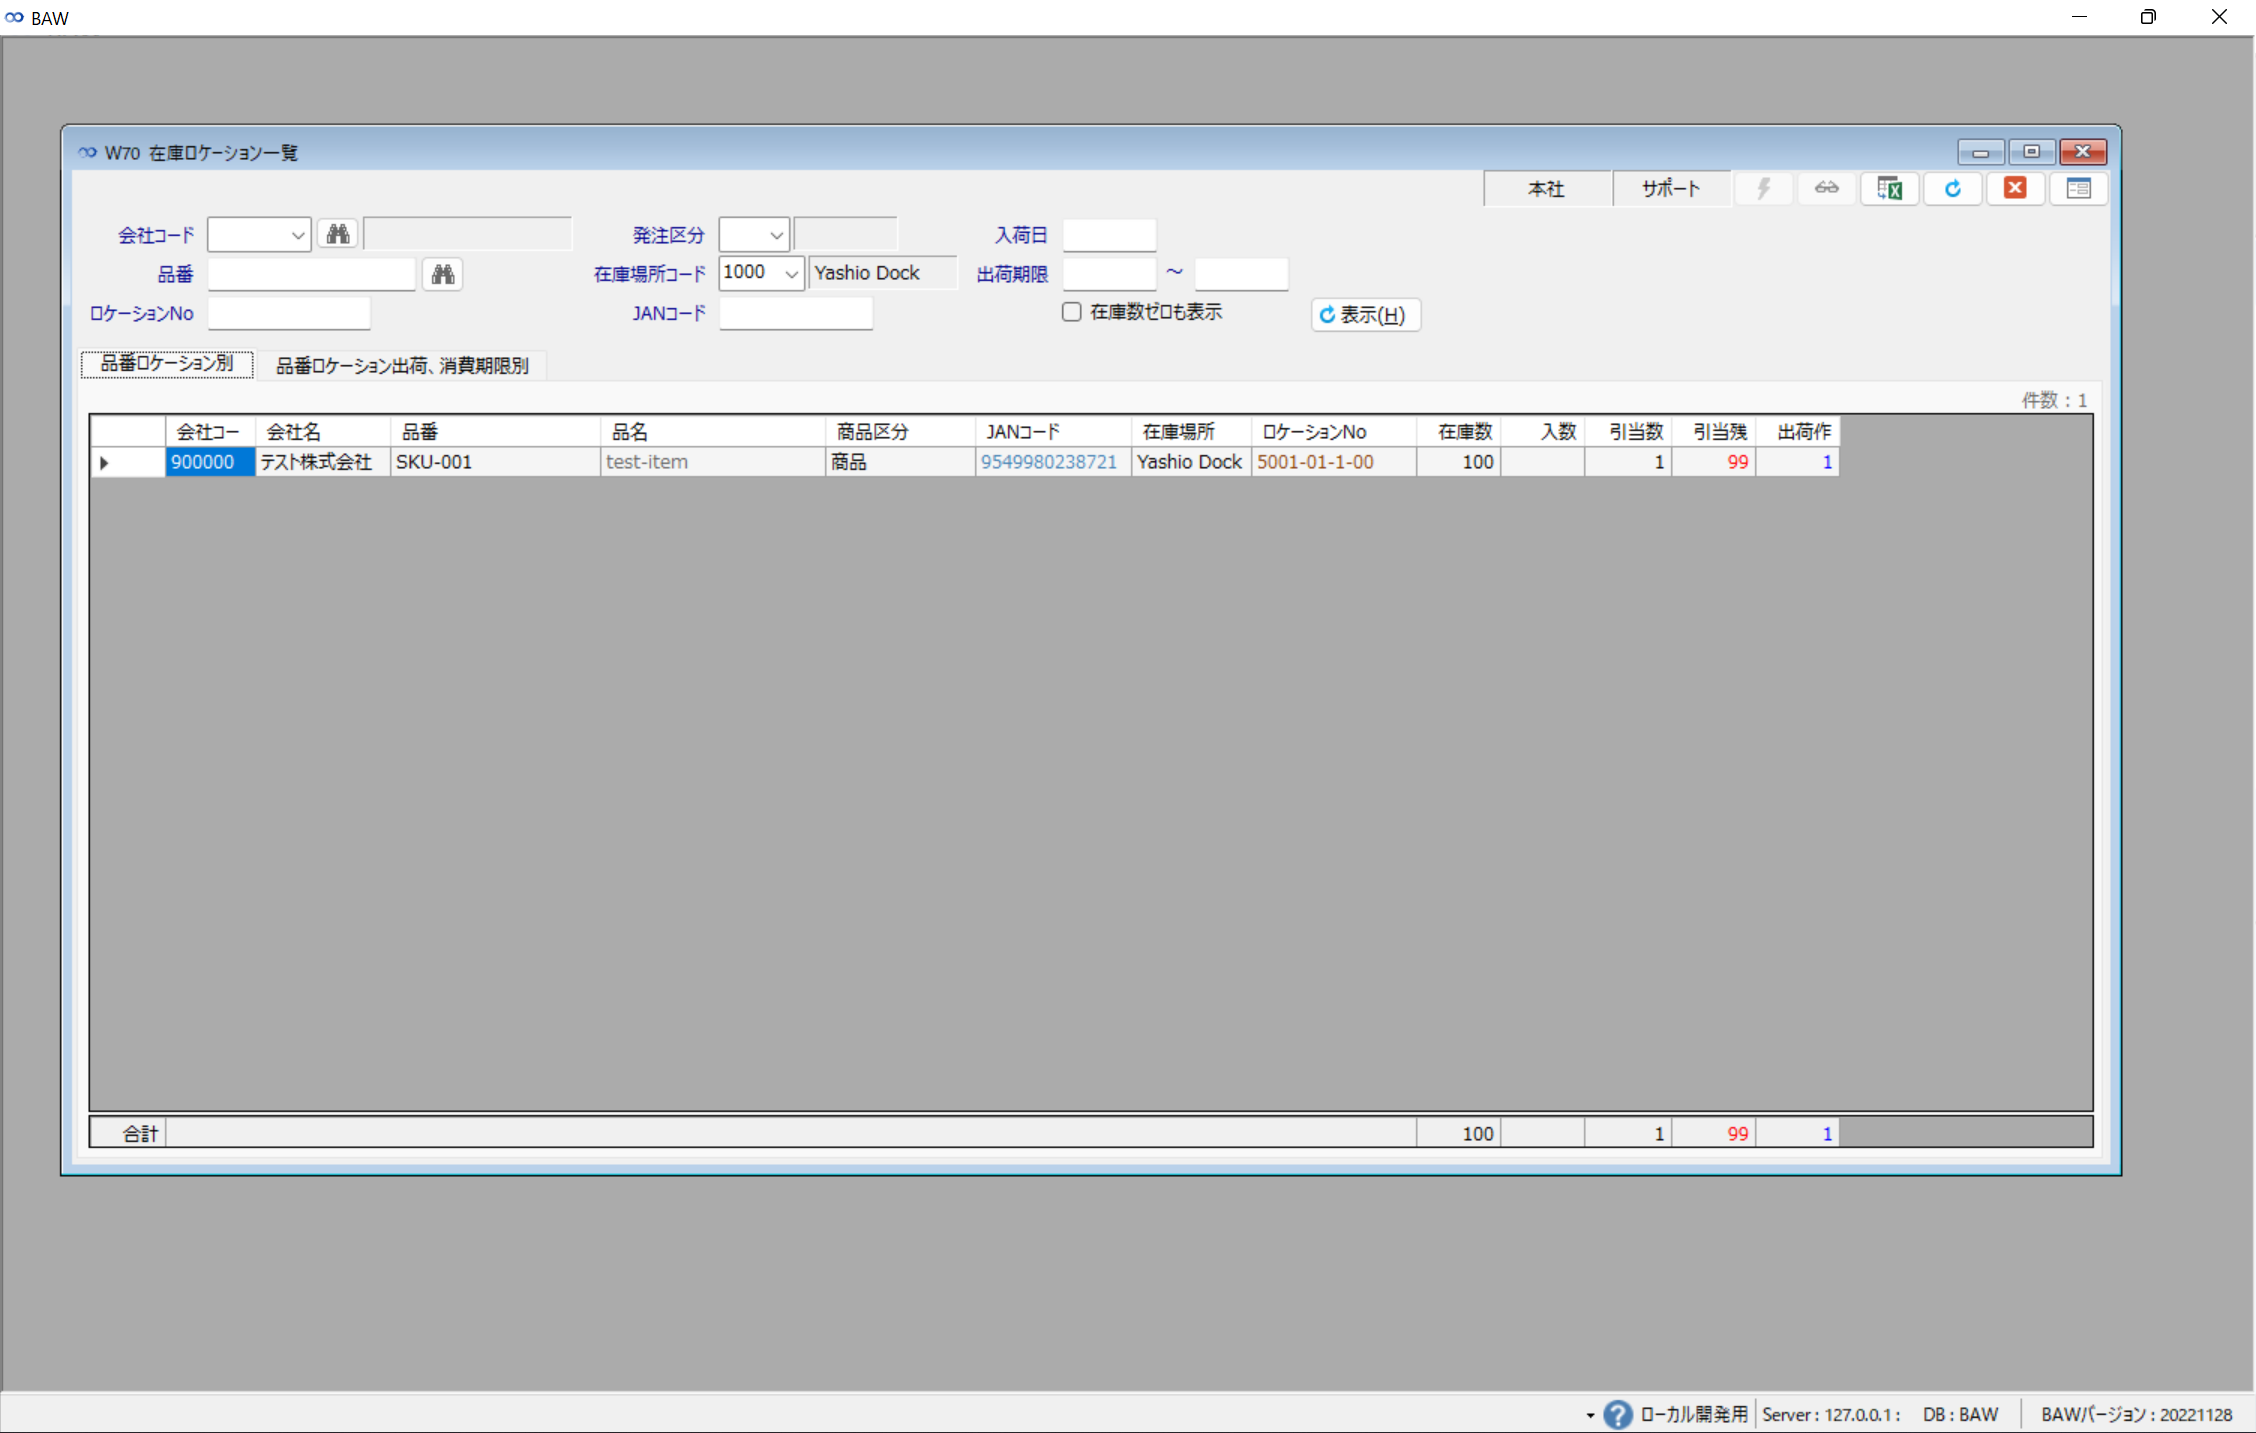 BAW
W70 在庫ロケーション一覧
本社 サポート
会社コード 発注区分 入荷日
品番 在庫場所コード 1000 Yashio Dock 出荷期限 ～
ロケーションNo JANコード 在庫数ゼロも表示 表示(H)
品番ロケーション別 品番ロケーション出荷、消費期限別
件数：1
会社コー 会社名 品番 品名 商品区分 JANコード 在庫場所 ロケーションNo 在庫数 入数 引当数 引当残 出荷作
900000 テスト株式会社 SKU-001 test-item 商品 9549980238721 Yashio Dock 5001-01-1-00 100 1 99 1
合計 100 1 99 1
ローカル開発用 Server : 127.0.0.1 : DB : BAW BAWバージョン : 20221128